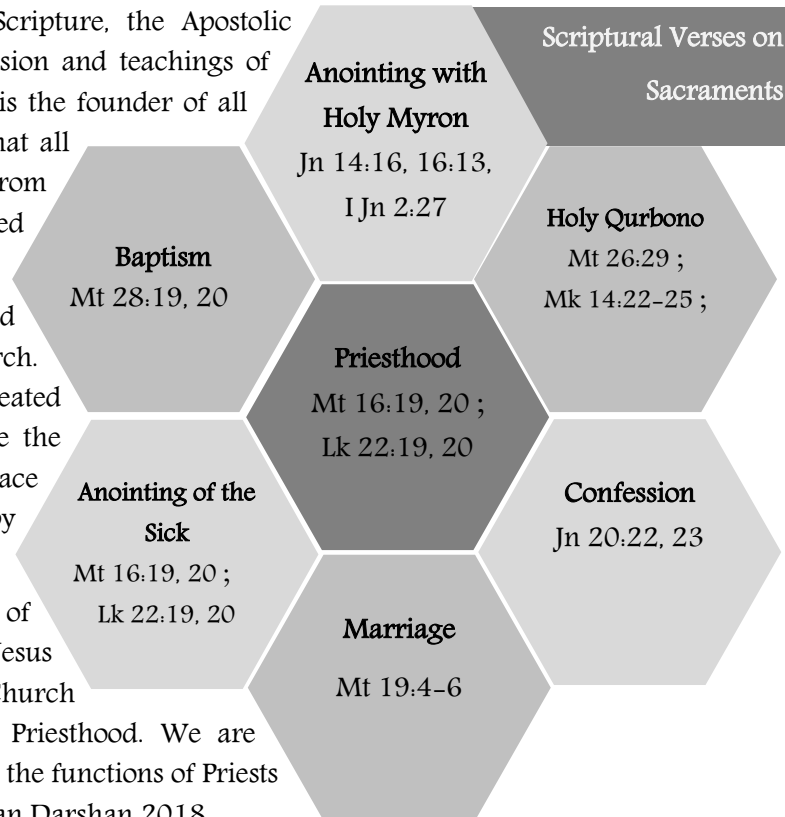 Scripture, the Apostolic
sion and teachings of
is the founder of all
hat all
rom
ed
d
rch.
eated
e the
ace
by
of
Jesus
Church
Priesthood. We are
the functions of Priests
an Darshan 2018
Scriptural Verses on
Sacraments
Anointing with
Holy Myron
Jn 14:16, 16:13,
I Jn 2:27
Baptism
Mt 28:19, 20
Holy Qurbono
Mt 26:29 ;
Mk 14:22-25 ;
Priesthood
Mt 16:19, 20 ;
Lk 22:19, 20
Anointing of the
Sick
Mt 16:19, 20 ;
Lk 22:19, 20
Confession
Jn 20:22, 23
Marriage
Mt 19:4-6